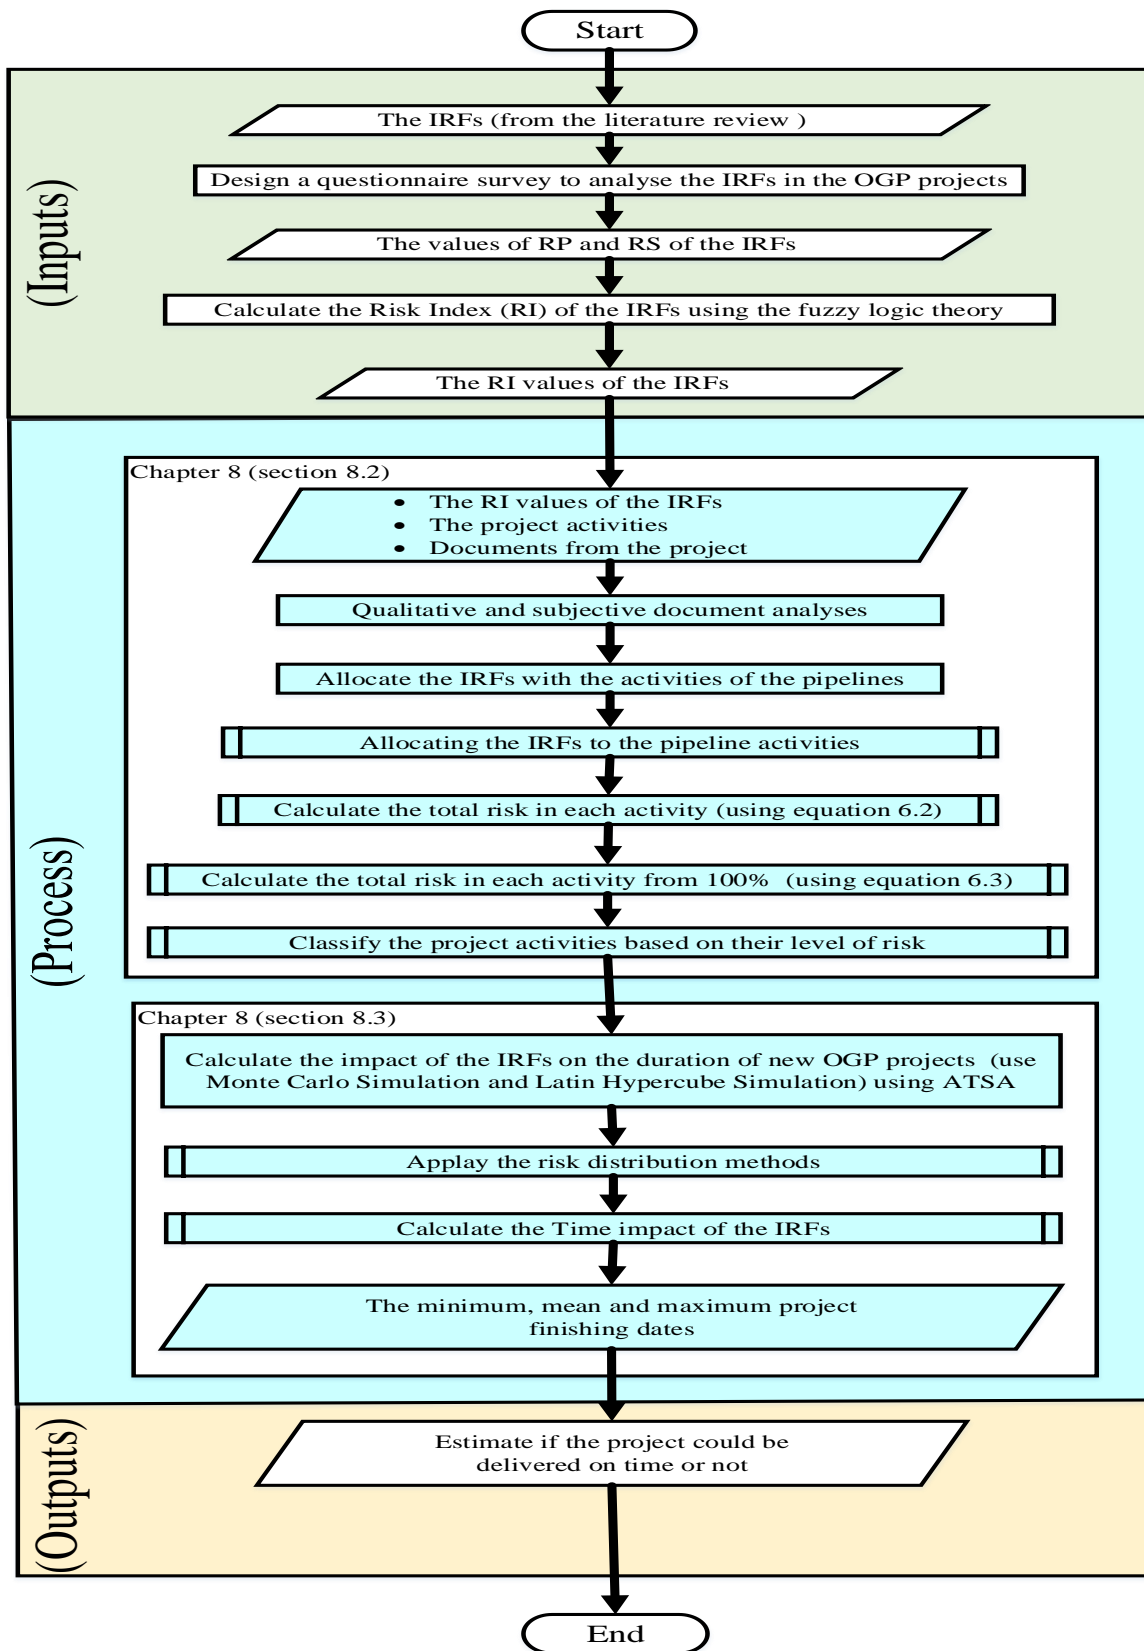 Start
(Inputs)
The IRFs (from the literature review )
Design a questionnaire survey to analyse the IRFs in the OGP projects
The values of RP and RS of the IRFs
Calculate the Risk Index (RI) of the IRFs using the fuzzy logic theory
The RI values of the IRFs
(Process)
Chapter 8 (section 8.2)
• The RI values of the IRFs
• The project activities
• Documents from the project
Qualitative and subjective document analyses
Allocate the IRFs with the activities of the pipelines
Allocating the IRFs to the pipeline activities
Calculate the total risk in each activity (using equation 6.2)
Calculate the total risk in each activity from 100% (using equation 6.3)
Classify the project activities based on their level of risk
Chapter 8 (section 8.3)
Calculate the impact of the IRFs on the duration of new OGP projects (use
Monte Carlo Simulation and Latin Hypercube Simulation) using ATSA
Applay the risk distribution methods
Calculate the Time impact of the IRFs
The minimum, mean and maximum project
finishing dates
(Outputs)
Estimate if the project could be
delivered on time or not
End